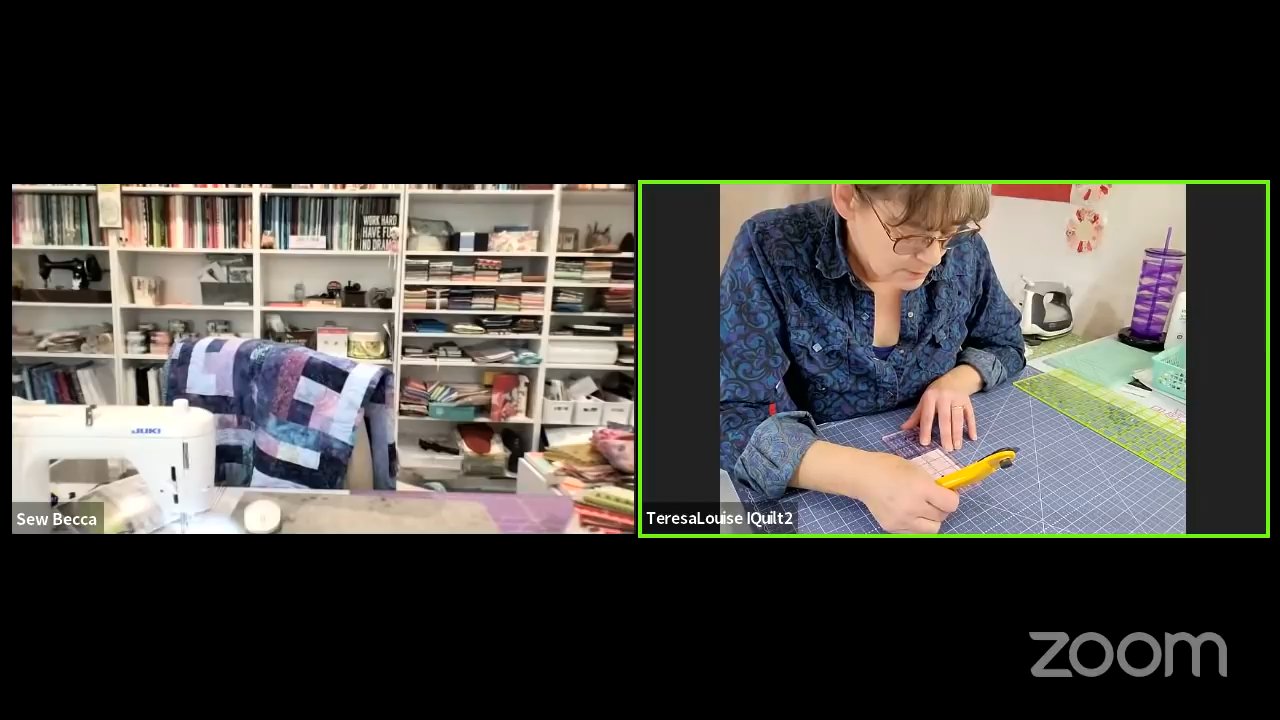 WORK HARD
HAVE FUN
NO DRAMA
JUKI
Sew Becca
TeresaLouise IQuilt2
zoom